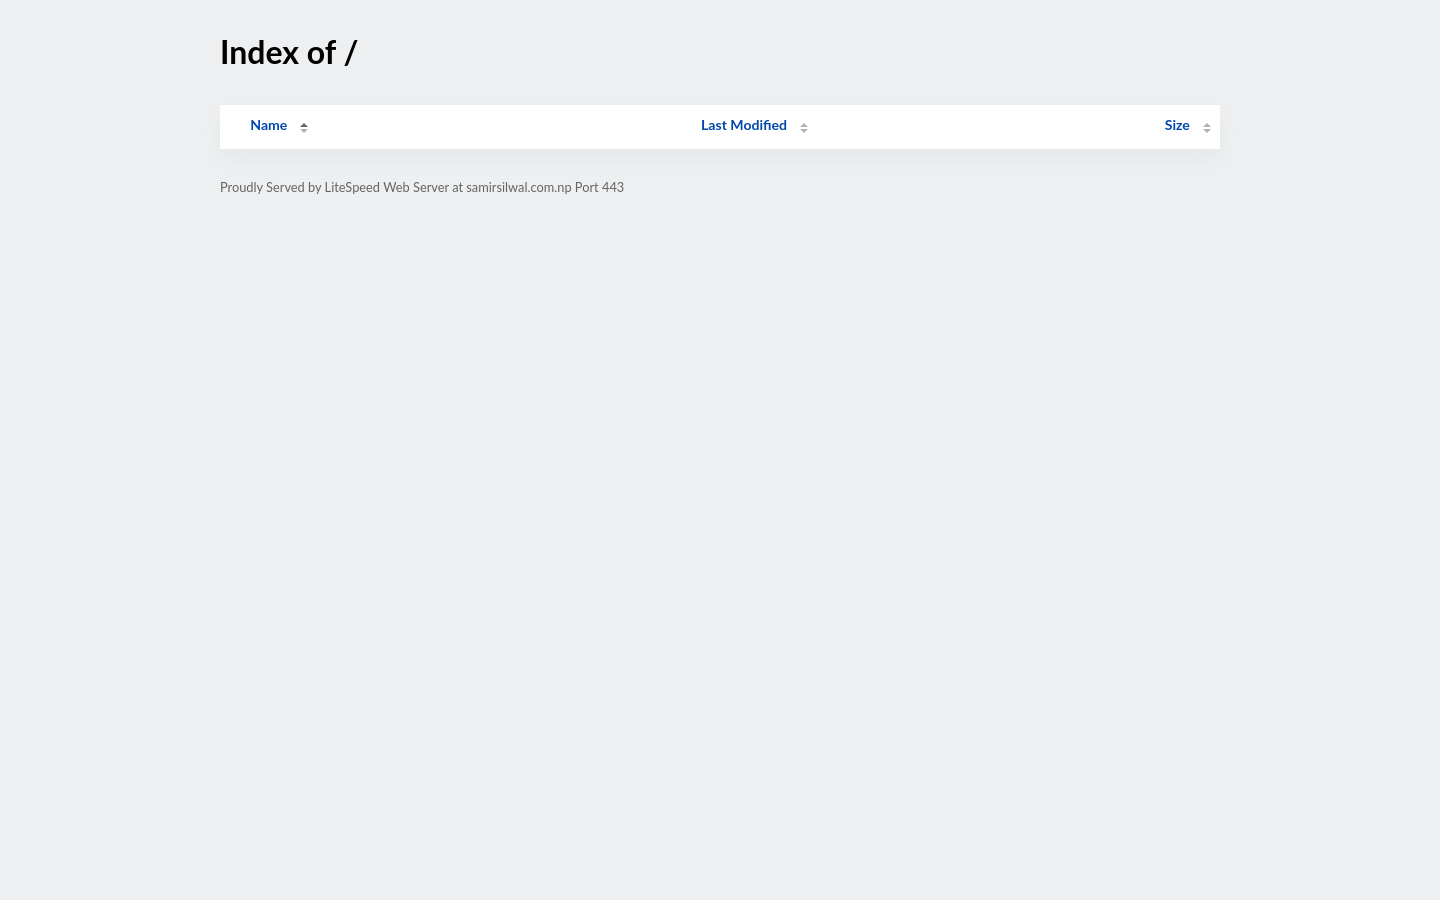 Index of /
Name Last Modified Size
Proudly Served by LiteSpeed Web Server at samirsilwal.com.np Port 443